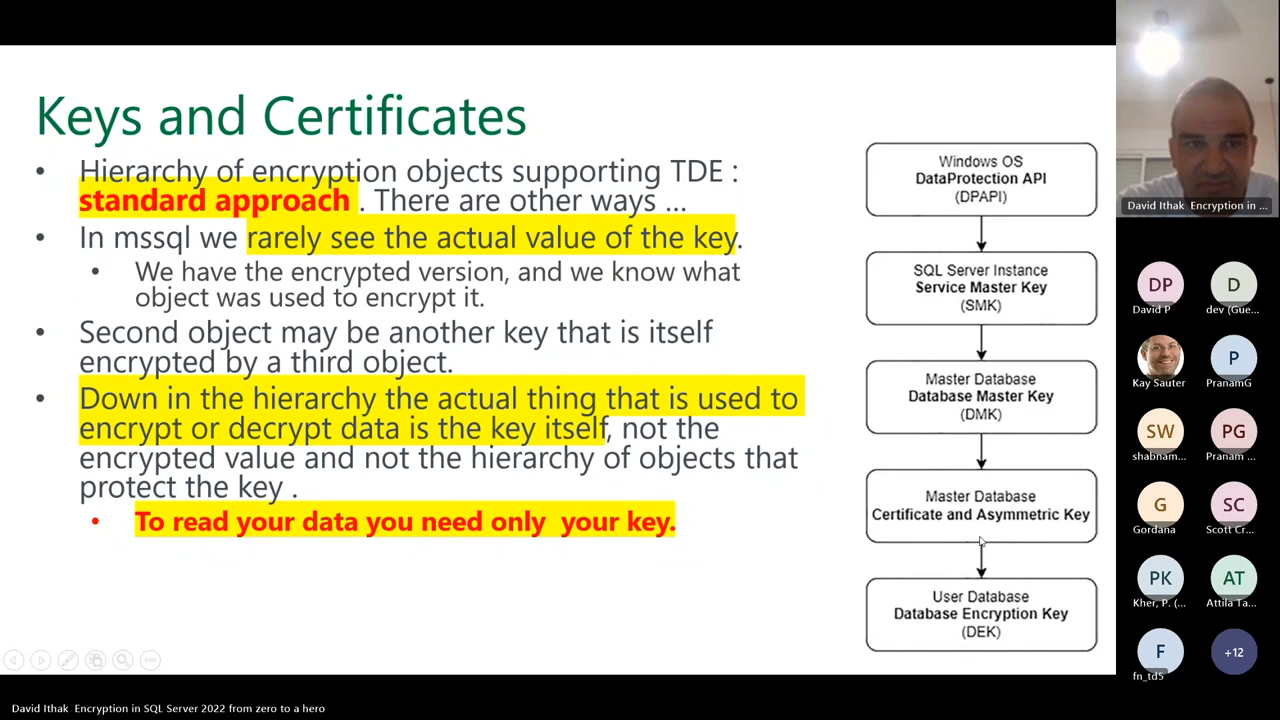 Keys and Certificates
• Hierarchy of encryption objects supporting TDE :
standard approach . There are other ways ...
• In mssql we rarely see the actual value of the key.
• We have the encrypted version, and we know what
object was used to encrypt it.
• Second object may be another key that is itself
encrypted by a third object.
• Down in the hierarchy the actual thing that is used to
encrypt or decrypt data is the key itself, not the
encrypted value and not the hierarchy of objects that
protect the key .
• To read your data you need only your key.
Windows OS
DataProtection API
(DPAPI)
SQL Server Instance
Service Master Key
(SMK)
Master Database
Database Master Key
(DMK)
Master Database
Certificate and Asymmetric Key
User Database
Database Encryption Key
(DEK)
David Ithak Encryption in ...
DP
David P
D
dev (Gue...
Kay Sauter
P
PranamG
SW
shabnam...
PG
Pranam ...
G
Gordana
SC
Scott Cr...
PK
Kher, P. (...
AT
Attila Ta...
F
fn_td5
+12
David Ithak Encryption in SQL Server 2022 from zero to a hero